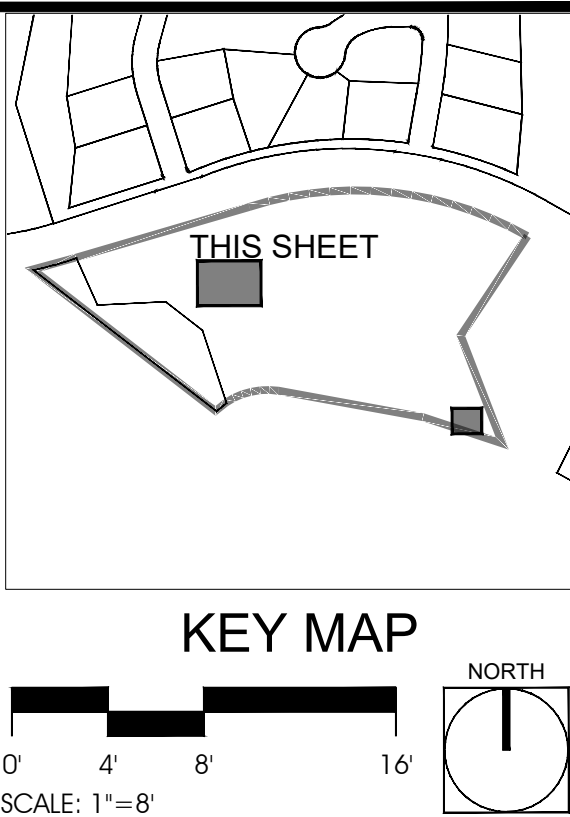 THIS SHEET
KEY MAP
NORTH
0' 4' 8' 16'
SCALE: 1"=8'